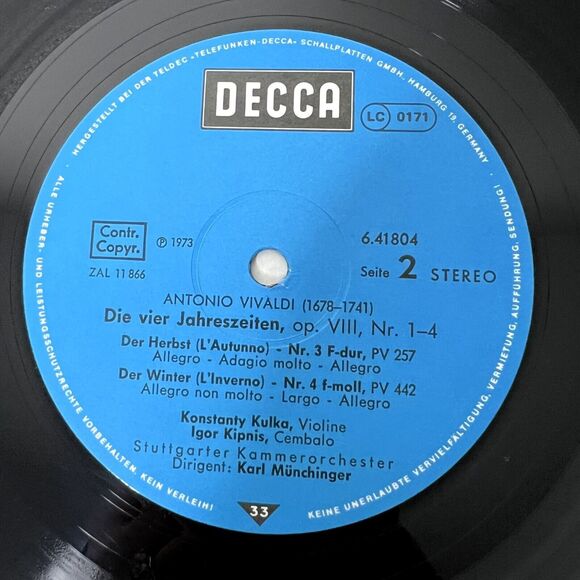 HERGESTELLT BEI DER TELDEC »TELEFUNKEN-DECCA« SCHALLPLATTEN GMBH, HAMBURG 19, GERMANY ·
ALLE URHEBER- UND LEISTUNGSSCHUTZRECHTE VORBEHALTEN. KEIN VERLEIH!
KEINE UNERLAUBTE VERVIELFÄLTIGUNG, VERMIETUNG, AUFFÜHRUNG, SENDUNG!
DECCA
LC 0171
Contr.
Copyr.
℗ 1973
6.41804
ZAL 11 866
Seite 2 STEREO
ANTONIO VIVALDI (1678–1741)
Die vier Jahreszeiten, op. VIII, Nr. 1–4
Der Herbst (L'Autunno) - Nr. 3 F-dur, PV 257
Allegro - Adagio molto - Allegro
Der Winter (L'Inverno) - Nr. 4 f-moll, PV 442
Allegro non molto - Largo - Allegro
Konstanty Kulka, Violine
Igor Kipnis, Cembalo
Stuttgarter Kammerorchester
Dirigent: Karl Münchinger
33